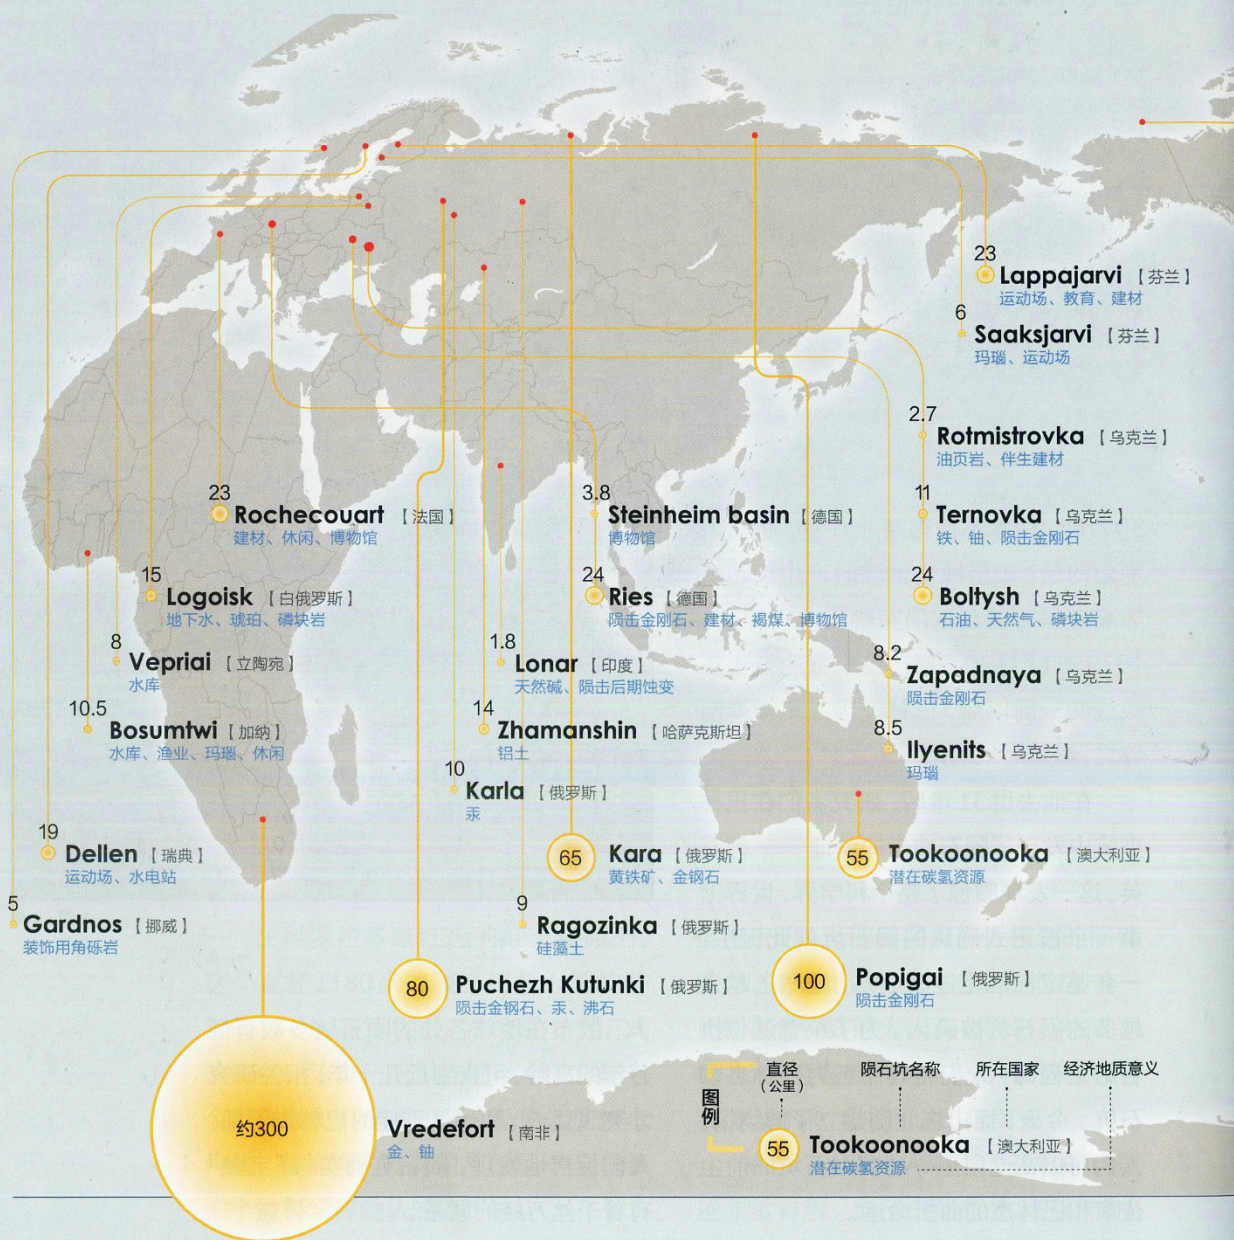 23
Lappajarvi 【芬兰】
运动场、教育、建材
6
Saaksjarvi 【芬兰】
玛瑙、运动场
2.7
Rotmistrovka 【乌克兰】
油页岩、伴生建材
23
Rochecouart 【法国】
建材、休闲、博物馆
3.8
Steinheim basin 【德国】
博物馆
11
Ternovka 【乌克兰】
铁、铀、陨击金刚石
15
Logoisk 【白俄罗斯】
地下水、琥珀、磷块岩
24
Ries 【德国】
陨击金刚石、建材、褐煤、博物馆
24
Boltysh 【乌克兰】
石油、天然气、磷块岩
8
Vepriai 【立陶宛】
水库
1.8
Lonar 【印度】
天然碱、陨击后期蚀变
8.2
Zapadnaya 【乌克兰】
陨击金刚石
10.5
Bosumtwi 【加纳】
水库、渔业、玛瑙、休闲
14
Zhamanshin 【哈萨克斯坦】
铝土
8.5
Ilyenits 【乌克兰】
玛瑙
10
Karla 【俄罗斯】
汞
19
Dellen 【瑞典】
运动场、水电站
65
Kara 【俄罗斯】
黄铁矿、金钢石
55
Tookoonooka 【澳大利亚】
潜在碳氢资源
5
Gardnos 【挪威】
装饰用角砾岩
9
Ragozinka 【俄罗斯】
硅藻土
80
Puchezh Kutunki 【俄罗斯】
陨击金钢石、汞、沸石
100
Popigai 【俄罗斯】
陨击金刚石
约300
Vredefort 【南非】
金、铀
图例
直径
（公里）
陨石坑名称
所在国家
经济地质意义
55
Tookoonooka 【澳大利亚】
潜在碳氢资源